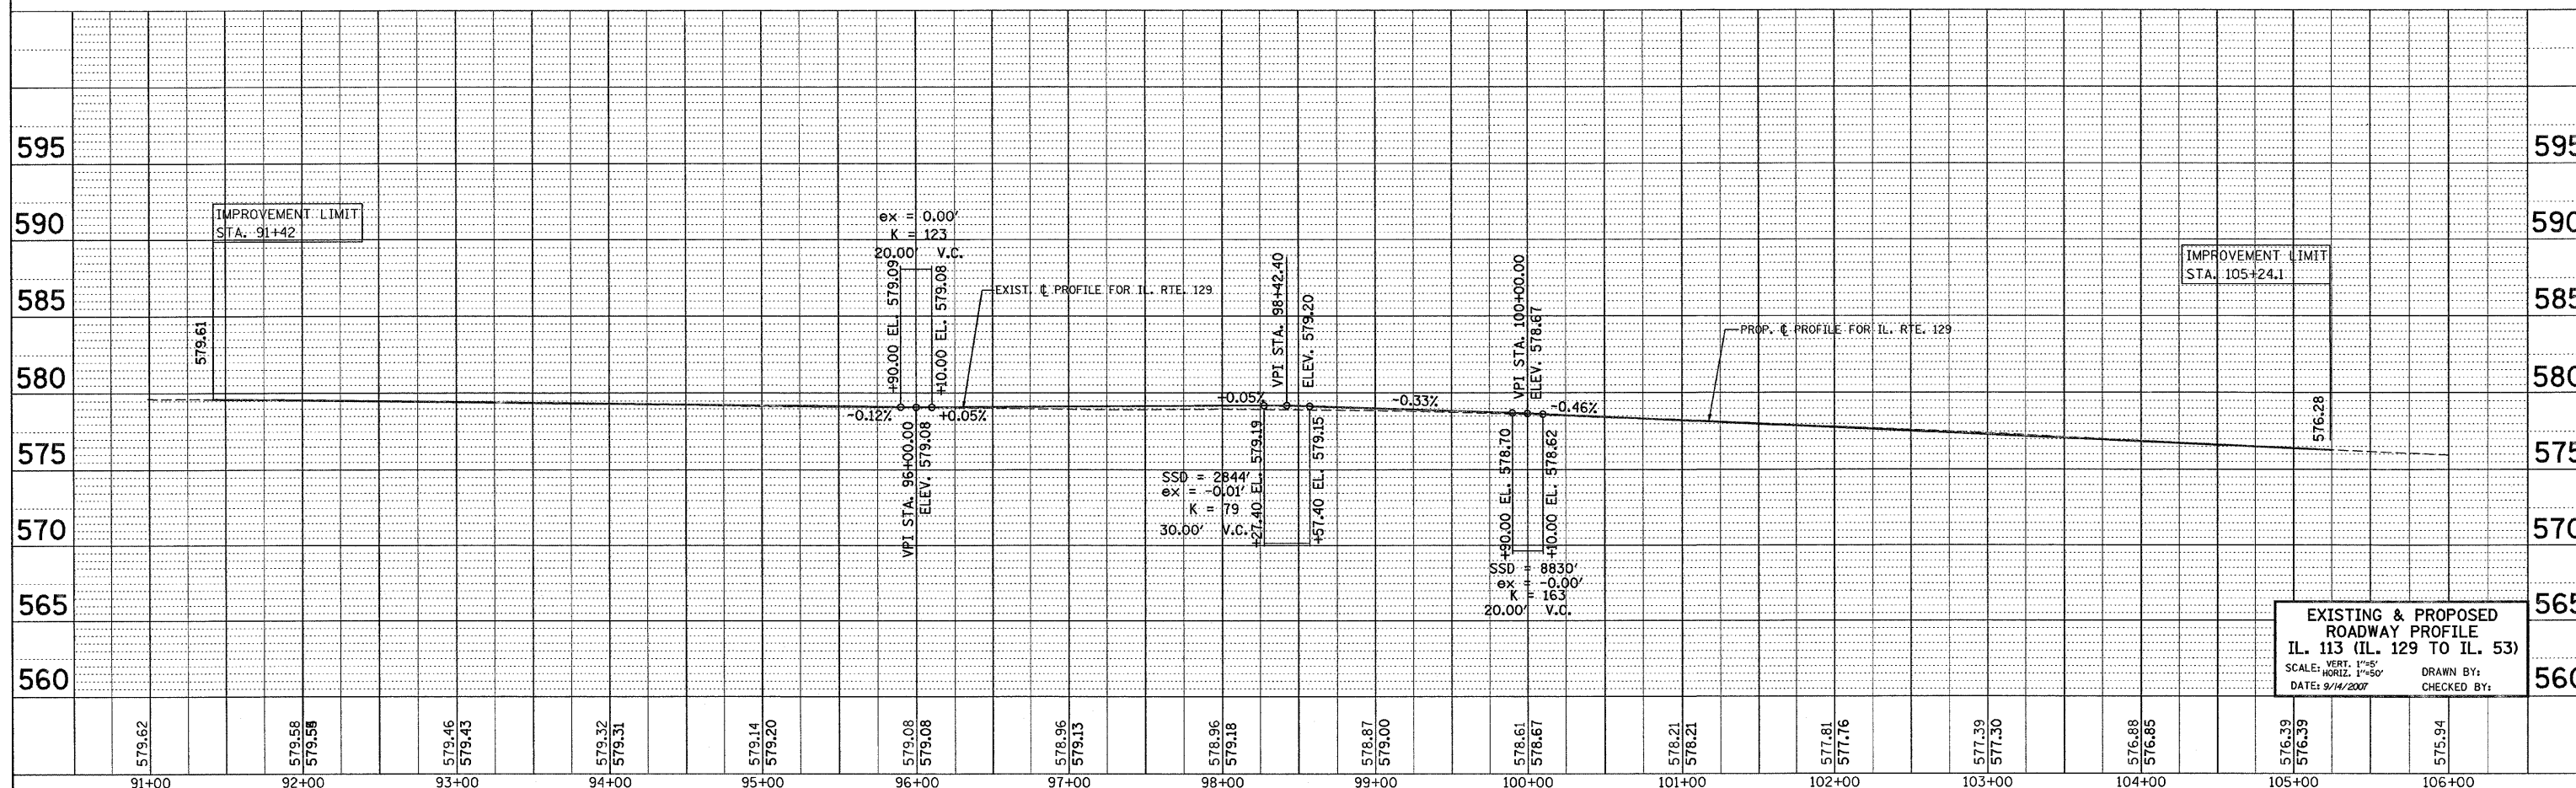 595
590
585
580
575
570
565
560
595
590
585
580
575
570
565
560
IMPROVEMENT LIMIT
STA. 91+42
579.61
ex = 0.00'
K = 123
20.00' V.C.
+90.00 EL. 579.09
+10.00 EL. 579.08
-0.12%
+0.05%
VPI STA. 96+00.00
ELEV. 579.08
EXIST. ℄ PROFILE FOR IL. RTE. 129
VPI STA. 98+42.40
ELEV. 579.20
+0.05%
-0.33%
+27.40 EL. 579.19
+57.40 EL. 579.15
SSD = 2844'
ex = -0.01'
K = 79
30.00' V.C.
VPI STA. 100+00.00
ELEV. 578.67
-0.46%
+90.00 EL. 578.70
+10.00 EL. 578.62
SSD = 8830'
ex = -0.00'
K = 163
20.00' V.C.
PROP. ℄ PROFILE FOR IL. RTE. 129
IMPROVEMENT LIMIT
STA. 105+24.1
576.28
EXISTING & PROPOSED
ROADWAY PROFILE
IL. 113 (IL. 129 TO IL. 53)
SCALE: VERT. 1"=5'
HORIZ. 1"=50'
DRAWN BY:
DATE: 9/14/2007
CHECKED BY:
579.62
579.58
579.46
579.43
579.32
579.31
579.14
579.20
579.08
579.08
578.96
579.13
578.96
579.18
578.87
579.00
578.61
578.67
578.21
578.21
577.81
577.76
577.39
577.30
576.88
576.85
576.39
576.39
575.94
91+00
92+00
93+00
94+00
95+00
96+00
97+00
98+00
99+00
100+00
101+00
102+00
103+00
104+00
105+00
106+00